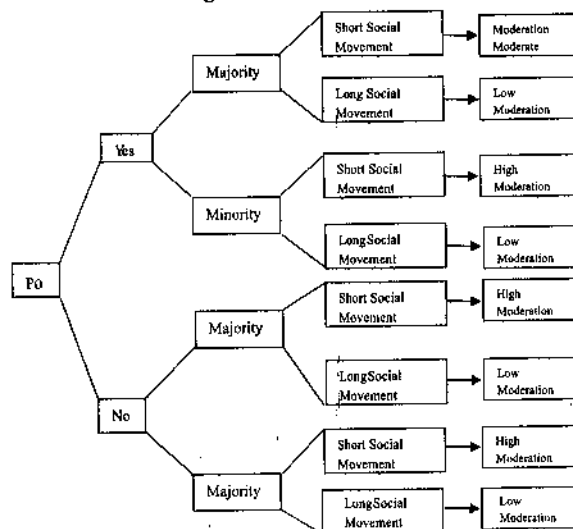 Short Social
Movement
Moderation
Moderate
Majority
Long Social
Movement
Low
Moderation
Yes
Short Social
Movement
High
Moderation
Minority
LongSocial
Movement
Low
Moderation
P0
Short Social
Movement
High
Moderation
Majority
LongSocial
Movement
Low
Moderation
No
Short Social
Movement
High
Moderation
Majority
LongSocial
Movement
Low
Moderation